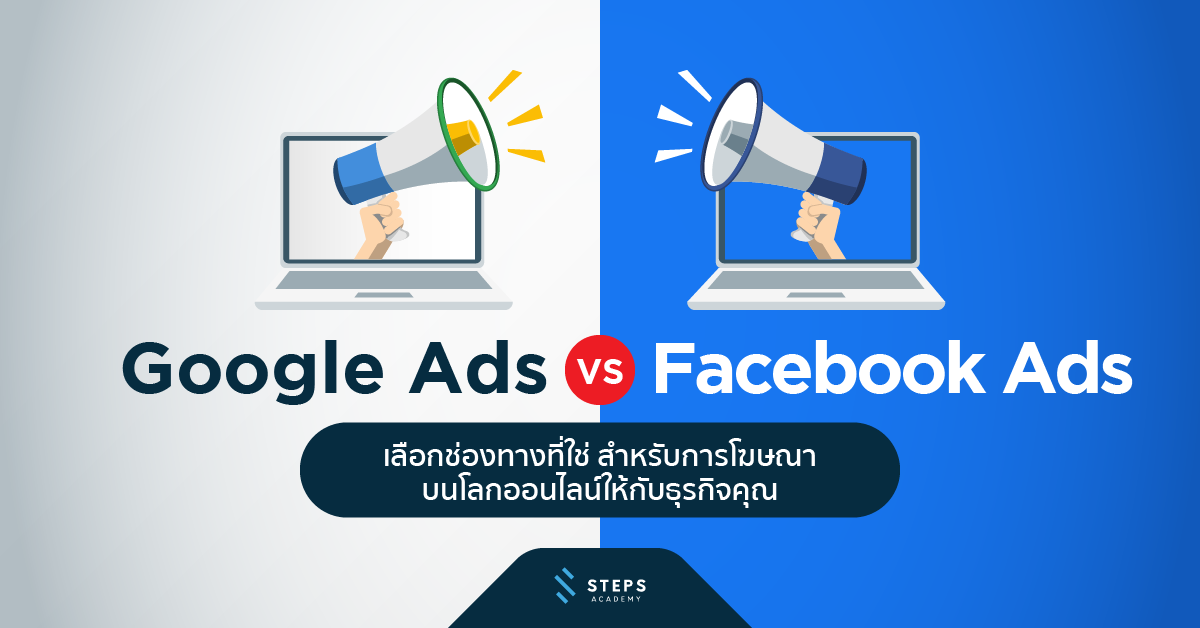 Google Ads vs Facebook Ads
เลือกช่องทางที่ใช่ สำหรับการโฆษณา
บนโลกออนไลน์ให้กับธุรกิจคุณ
STEPS
ACADEMY